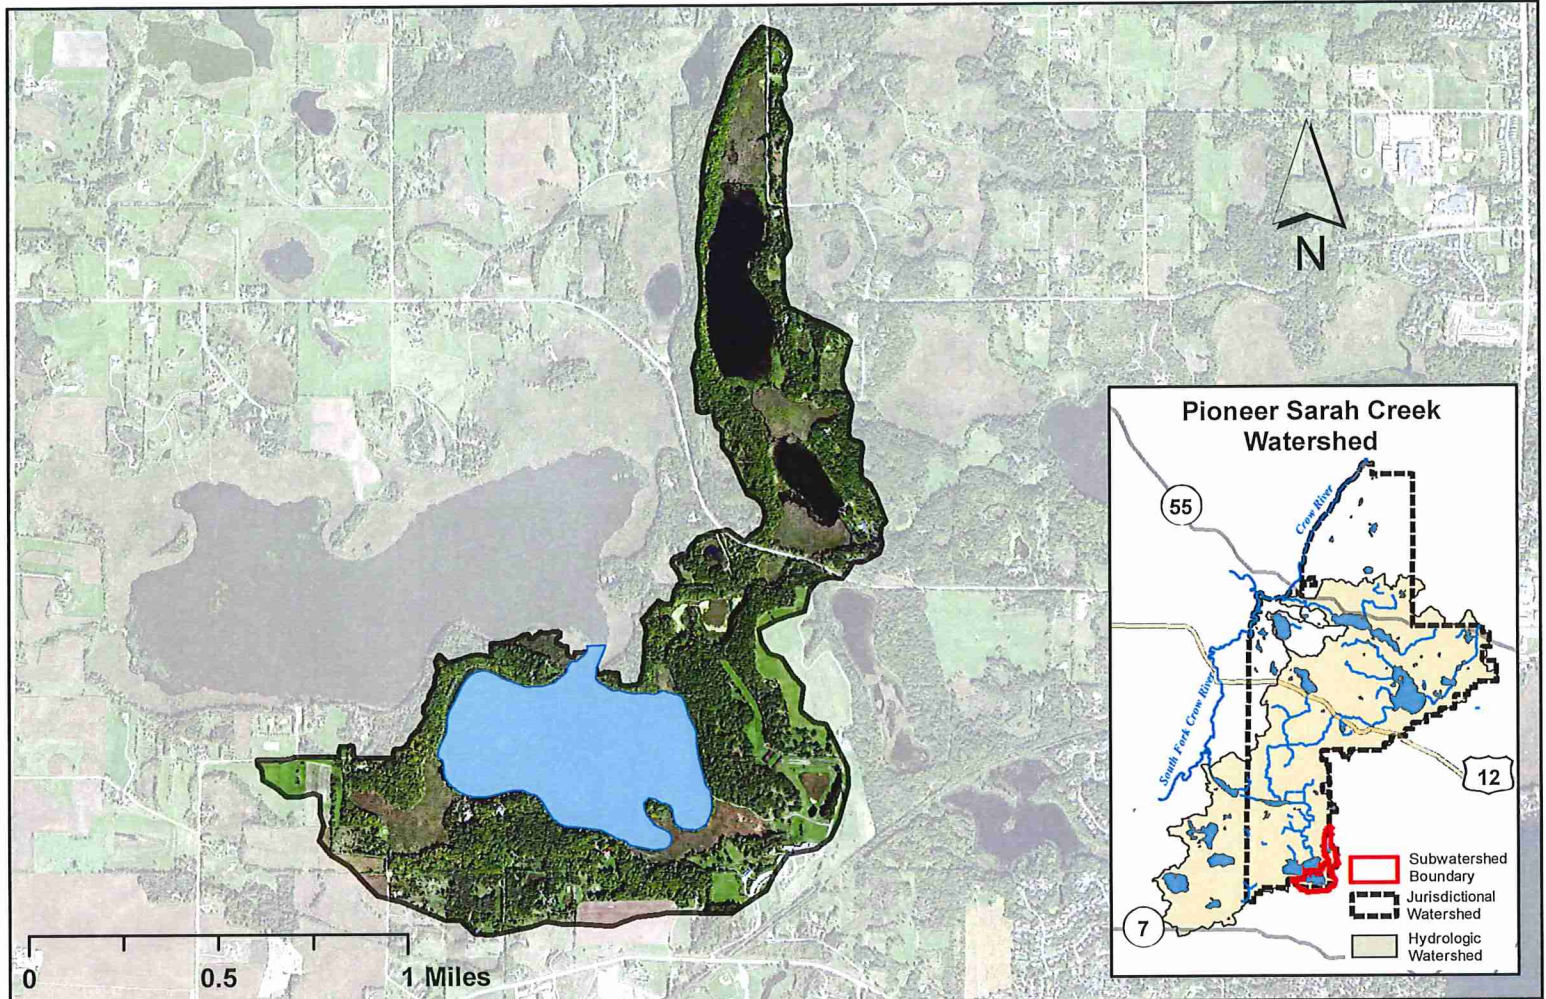 N
Pioneer Sarah Creek
Watershed
55
Crow River
South Fork Crow River
12
7
Subwatershed
Boundary
Jurisdictional
Watershed
Hydrologic
Watershed
0
0.5
1 Miles